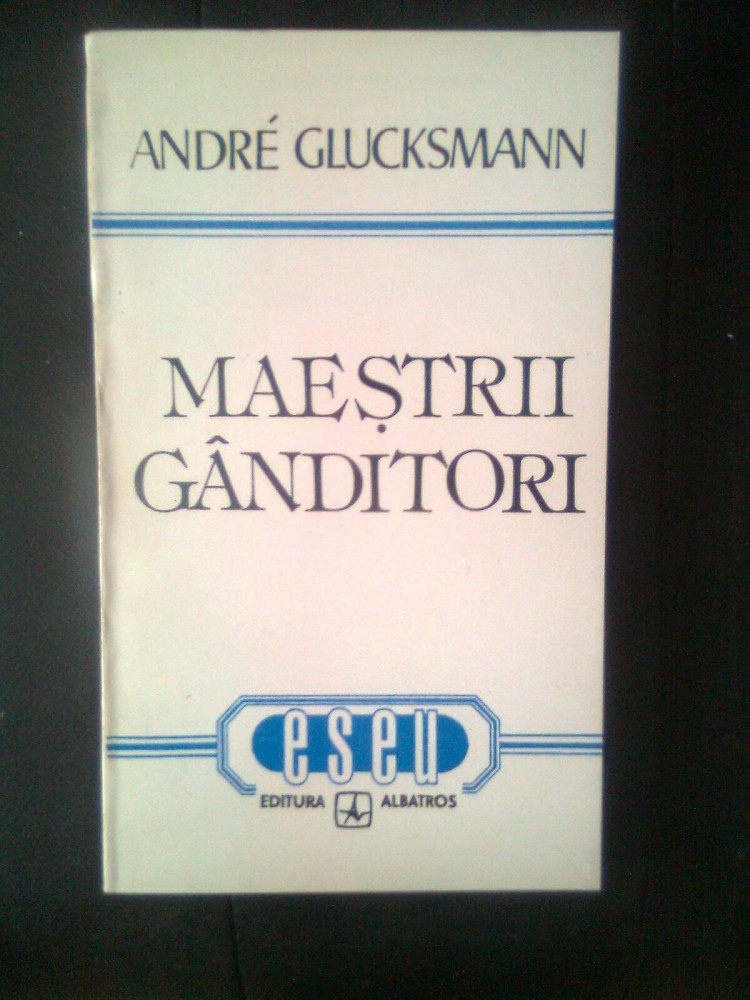 ANDRÉ GLUCKSMANN
MAEȘTRII
GÂNDITORI
eseu
EDITURA ALBATROS